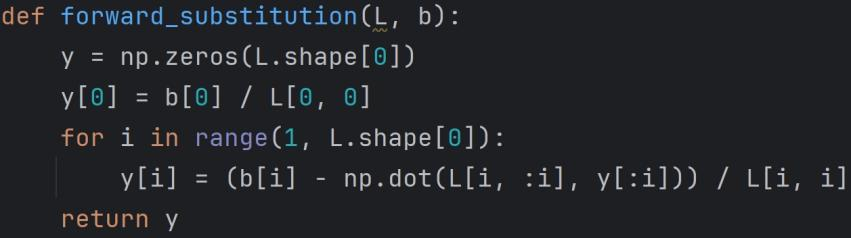 def forward_substitution(L, b):
    y = np.zeros(L.shape[0])
    y[0] = b[0] / L[0, 0]
    for i in range(1, L.shape[0]):
        y[i] = (b[i] - np.dot(L[i, :i], y[:i])) / L[i, i]
    return y